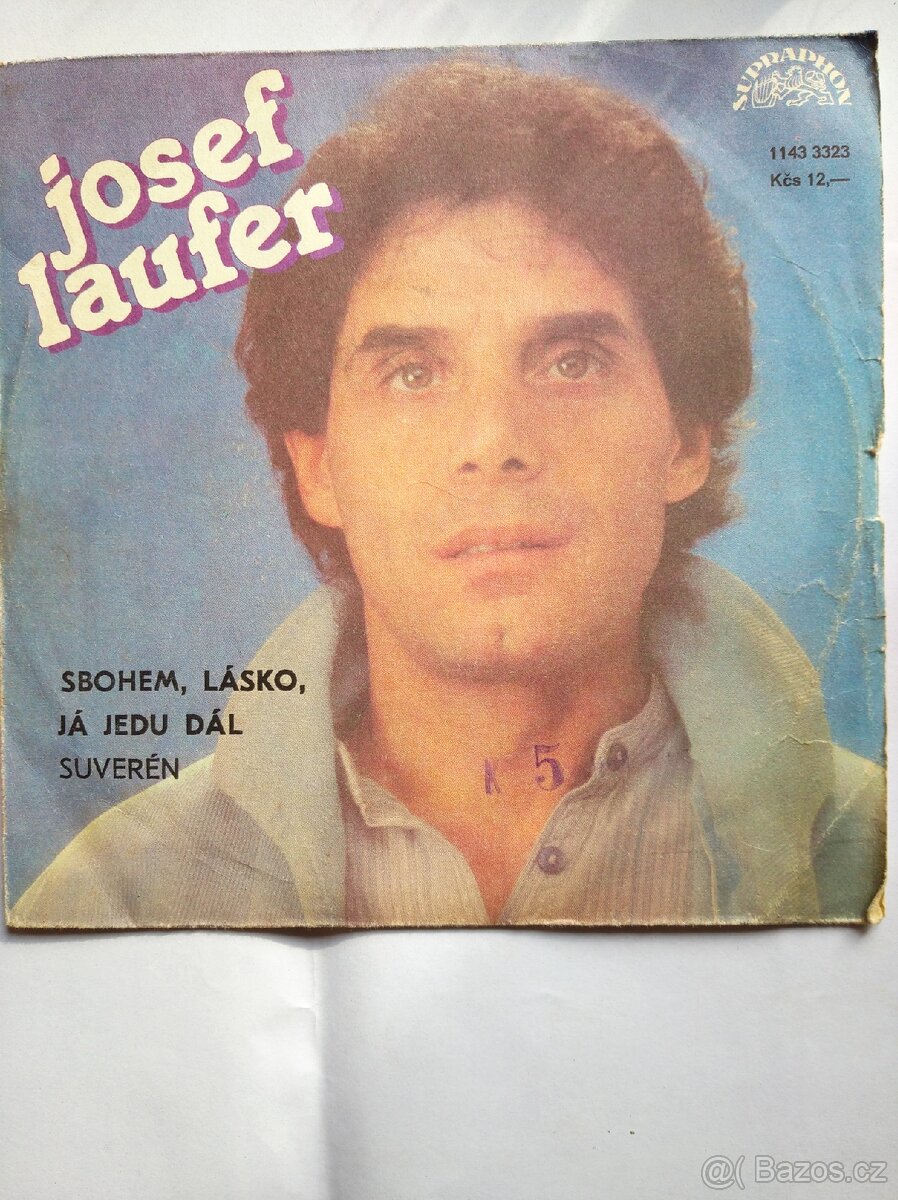 josef
laufer
SUPRAPHON
1143 3323
Kčs 12,—
SBOHEM, LÁSKO,
JÁ JEDU DÁL
SUVERÉN
K 5
@( Bazos.cz